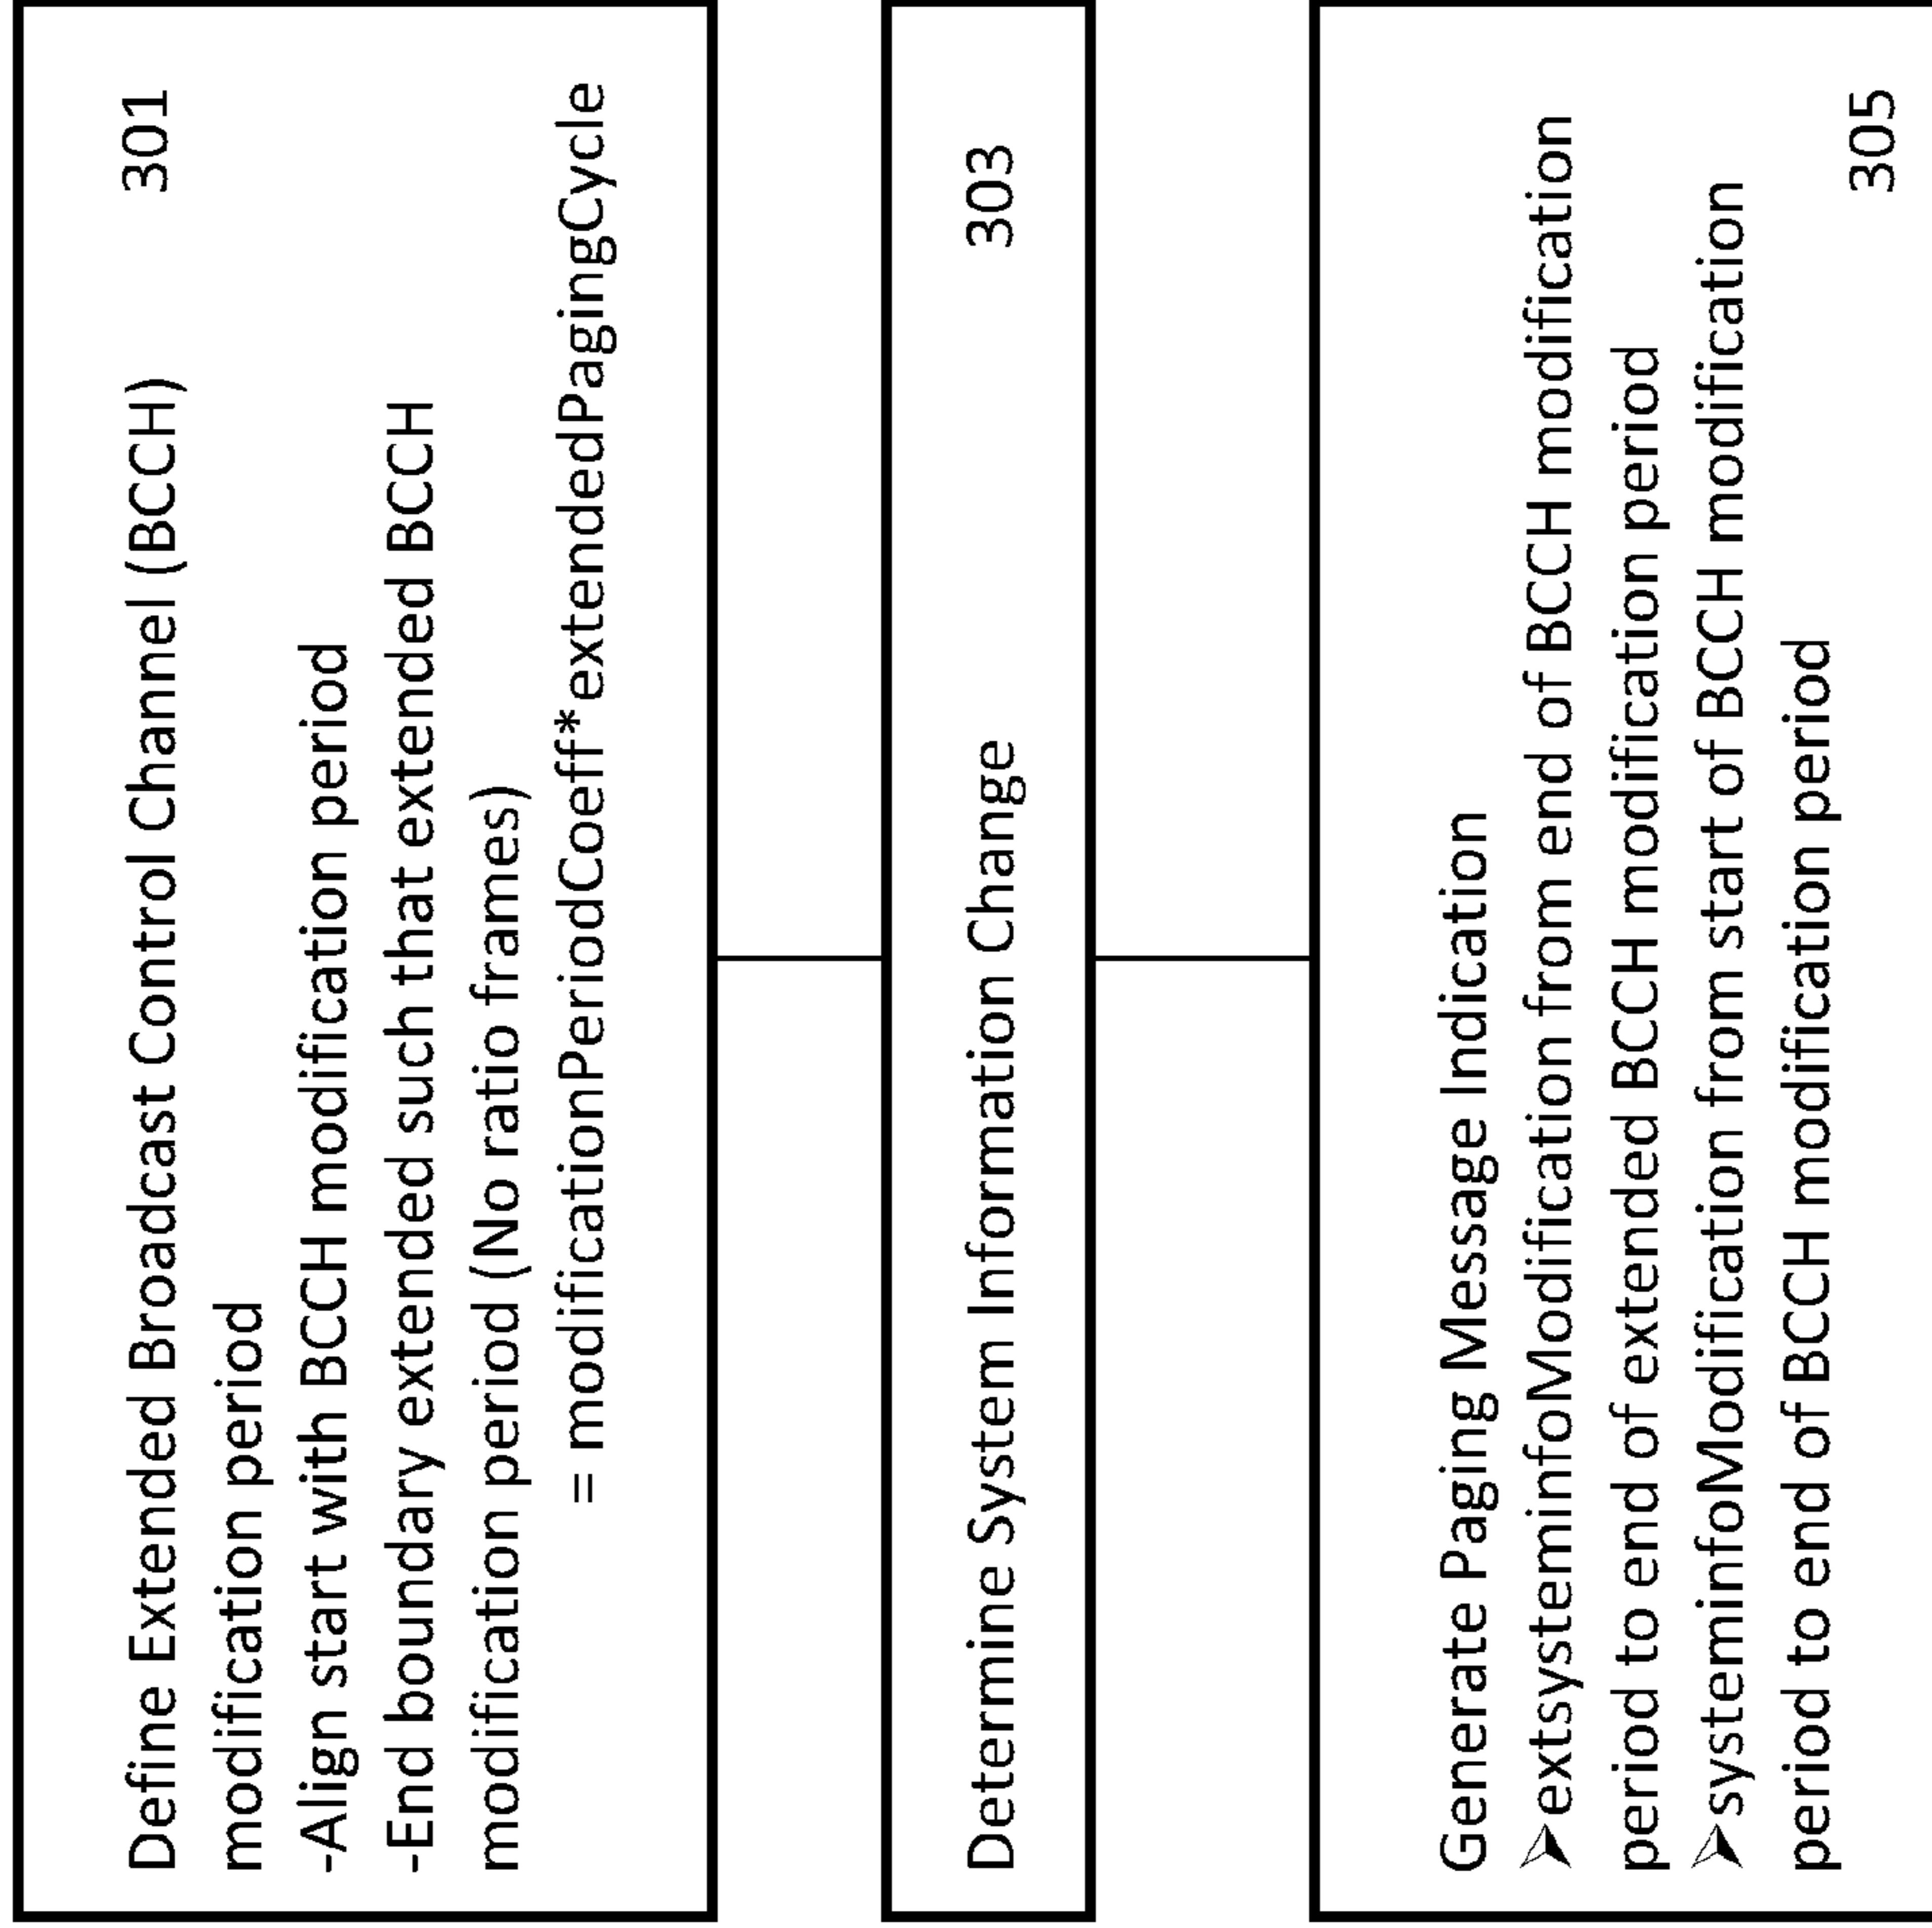 Define Extended Broadcast Control Channel (BCCH) 301
modification period
-Align start with BCCH modification period
-End boundary extended such that extended BCCH
modification period (No ratio frames)
= modificationPeriodCoeff*extendedPagingCycle
Determine System Information Change 303
Generate Paging Message Indication
➢extsysteminfoModification from end of BCCH modification
period to end of extended BCCH modification period
➢systeminfoModification from start of BCCH modification
period to end of BCCH modification period
305